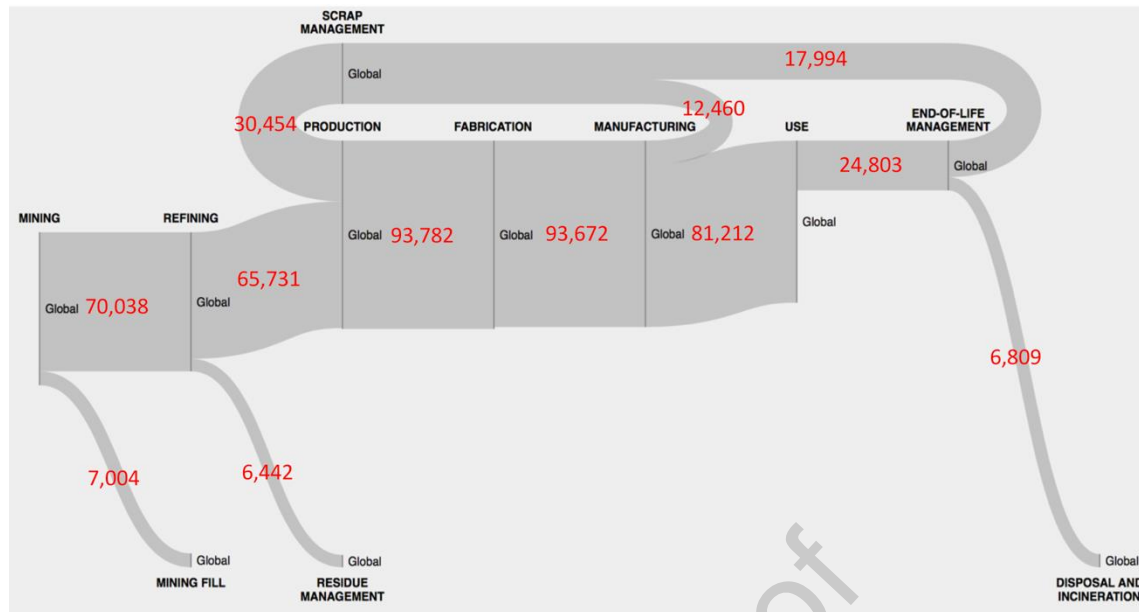 SCRAP
MANAGEMENT
Global
17,994
30,454
12,460
PRODUCTION
FABRICATION
MANUFACTURING
USE
END-OF-LIFE
MANAGEMENT
24,803
Global
MINING
REFINING
Global 93,782
Global 93,672
Global 81,212
Global
Global 70,038
65,731
Global
6,809
7,004
6,442
Global
MINING FILL
Global
RESIDUE
MANAGEMENT
Global
DISPOSAL AND
INCINERATION
of